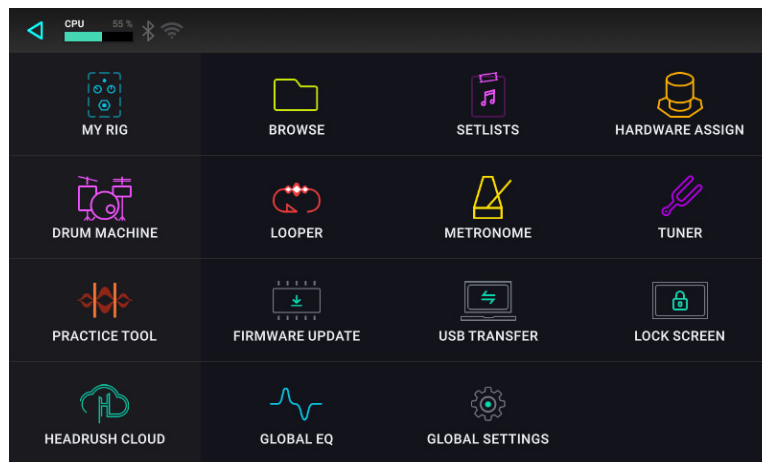 CPU 55 %
MY RIG
BROWSE
SETLISTS
HARDWARE ASSIGN
DRUM MACHINE
LOOPER
METRONOME
TUNER
PRACTICE TOOL
FIRMWARE UPDATE
USB TRANSFER
LOCK SCREEN
HEADRUSH CLOUD
GLOBAL EQ
GLOBAL SETTINGS